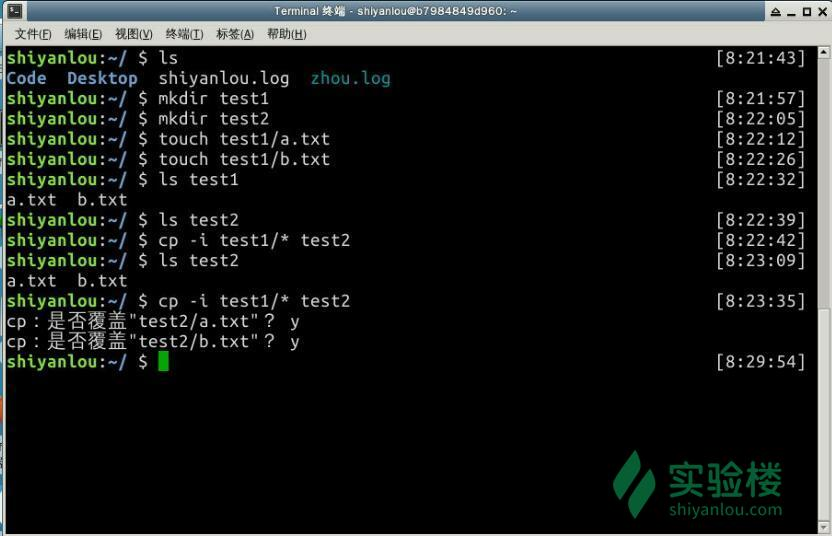 Terminal 终端 - shiyanlou@b7984849d960: ~
文件(F) 编辑(E) 视图(V) 终端(T) 标签(A) 帮助(H)
shiyanlou:~/ $ ls [8:21:43]
Code Desktop shiyanlou.log zhou.log
shiyanlou:~/ $ mkdir test1 [8:21:57]
shiyanlou:~/ $ mkdir test2 [8:22:05]
shiyanlou:~/ $ touch test1/a.txt [8:22:12]
shiyanlou:~/ $ touch test1/b.txt [8:22:26]
shiyanlou:~/ $ ls test1 [8:22:32]
a.txt b.txt
shiyanlou:~/ $ ls test2 [8:22:39]
shiyanlou:~/ $ cp -i test1/* test2 [8:22:42]
shiyanlou:~/ $ ls test2 [8:23:09]
a.txt b.txt
shiyanlou:~/ $ cp -i test1/* test2 [8:23:35]
cp：是否覆盖"test2/a.txt"？ y
cp：是否覆盖"test2/b.txt"？ y
shiyanlou:~/ $ [8:29:54]
实验楼
shiyanlou.com